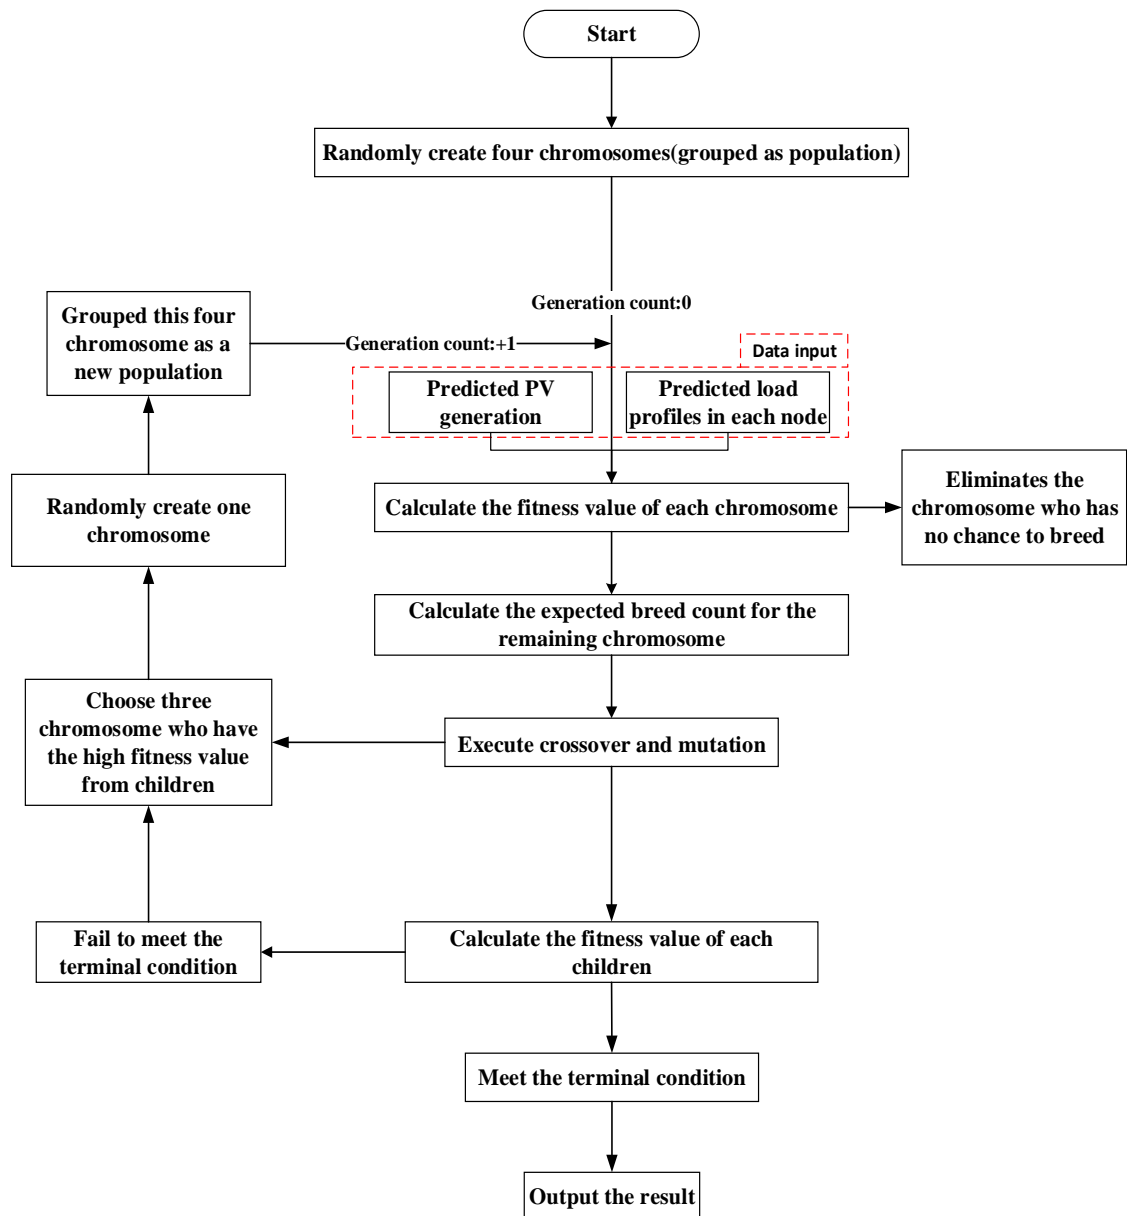 Start
Randomly create four chromosomes(grouped as population)
Generation count:0
Grouped this four
chromosome as a
new population
Generation count:+1
Data input
Predicted PV
generation
Predicted load
profiles in each node
Randomly create one
chromosome
Calculate the fitness value of each chromosome
Eliminates the
chromosome who has
no chance to breed
Calculate the expected breed count for the
remaining chromosome
Choose three
chromosome who have
the high fitness value
from children
Execute crossover and mutation
Fail to meet the
terminal condition
Calculate the fitness value of each
children
Meet the terminal condition
Output the result